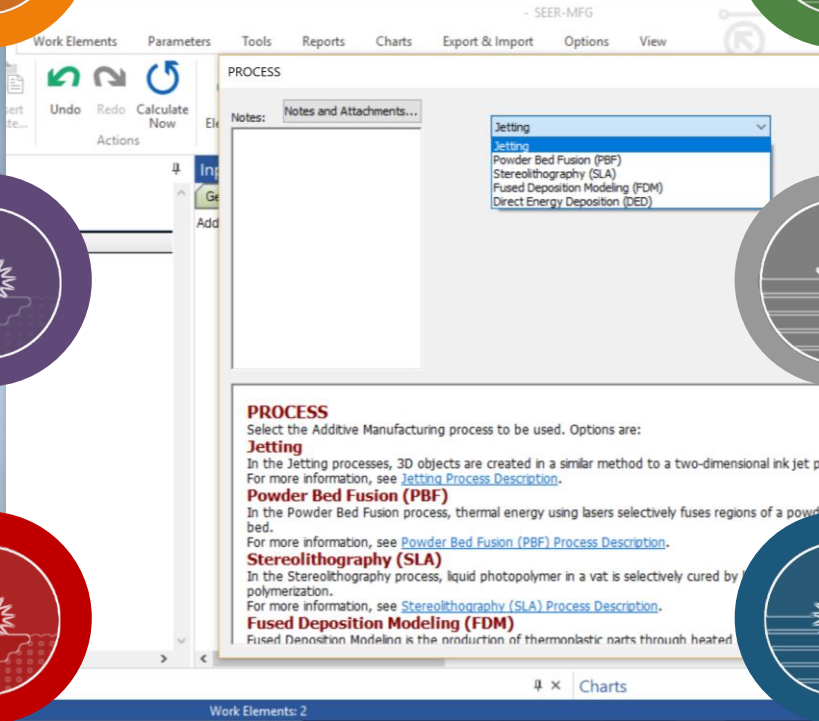 - SEER-MFG
Work Elements Parameters Tools Reports Charts Export & Import Options View
Undo Redo Calculate Now
Actions
PROCESS
Notes: Notes and Attachments...
Jetting
Jetting
Powder Bed Fusion (PBF)
Stereolithography (SLA)
Fused Deposition Modeling (FDM)
Direct Energy Deposition (DED)
PROCESS
Select the Additive Manufacturing process to be used. Options are:
Jetting
In the Jetting processes, 3D objects are created in a similar method to a two-dimensional ink jet p
For more information, see Jetting Process Description.
Powder Bed Fusion (PBF)
In the Powder Bed Fusion process, thermal energy using lasers selectively fuses regions of a powd
bed.
For more information, see Powder Bed Fusion (PBF) Process Description.
Stereolithography (SLA)
In the Stereolithography process, liquid photopolymer in a vat is selectively cured by
polymerization.
For more information, see Stereolithography (SLA) Process Description.
Fused Deposition Modeling (FDM)
Fused Deposition Modeling is the production of thermoplastic parts through heated
Charts
Work Elements: 2